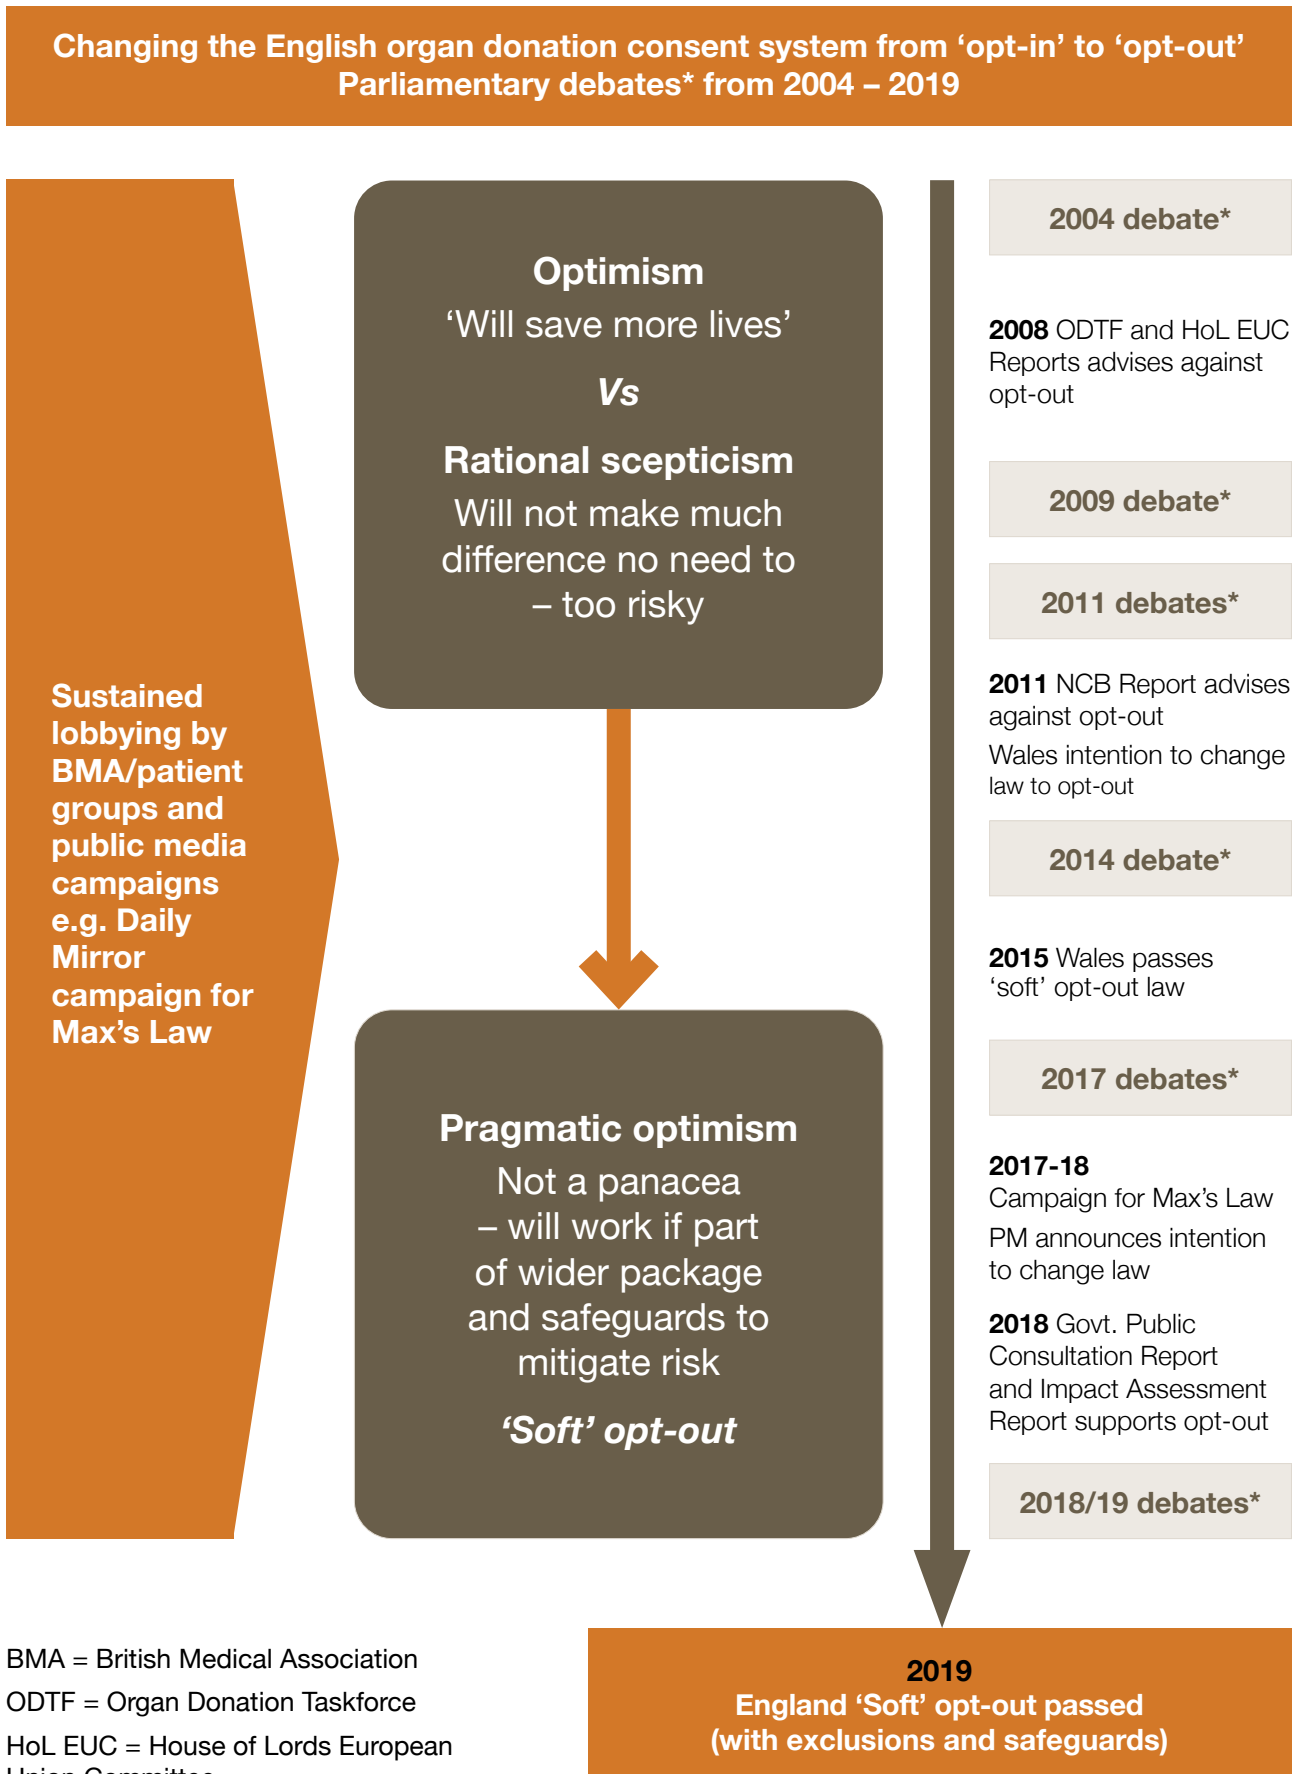 Changing the English organ donation consent system from ‘opt-in’ to ‘opt-out’
Parliamentary debates* from 2004 – 2019
Sustained
lobbying by
BMA/patient
groups and
public media
campaigns
e.g. Daily
Mirror
campaign for
Max’s Law
Optimism
‘Will save more lives’
Vs
Rational scepticism
Will not make much
difference no need to
– too risky
Pragmatic optimism
Not a panacea
– will work if part
of wider package
and safeguards to
mitigate risk
‘Soft’ opt-out
2004 debate*
2008 ODTF and HoL EUC
Reports advises against
opt-out
2009 debate*
2011 debates*
2011 NCB Report advises
against opt-out
Wales intention to change
law to opt-out
2014 debate*
2015 Wales passes
‘soft’ opt-out law
2017 debates*
2017-18
Campaign for Max’s Law
PM announces intention
to change law
2018 Govt. Public
Consultation Report
and Impact Assessment
Report supports opt-out
2018/19 debates*
2019
England ‘Soft’ opt-out passed
(with exclusions and safeguards)
BMA = British Medical Association
ODTF = Organ Donation Taskforce
HoL EUC = House of Lords European
Union Committee